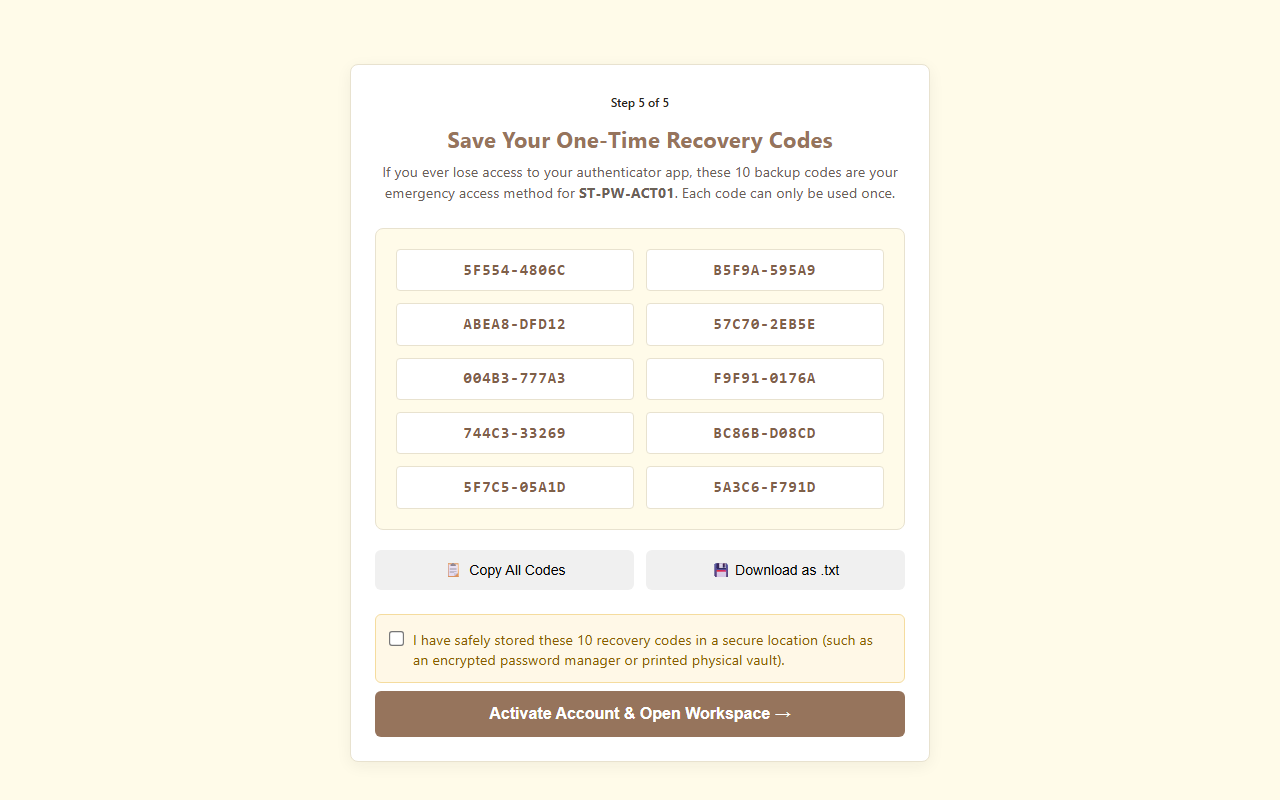 Step 5 of 5
Save Your One-Time Recovery Codes
If you ever lose access to your authenticator app, these 10 backup codes are your
emergency access method for ST-PW-ACT01. Each code can only be used once.
5F554-4806C
B5F9A-595A9
ABEA8-DFD12
57C70-2EB5E
004B3-777A3
F9F91-0176A
744C3-33269
BC86B-D08CD
5F7C5-05A1D
5A3C6-F791D
📋 Copy All Codes
💾 Download as .txt
I have safely stored these 10 recovery codes in a secure location (such as
an encrypted password manager or printed physical vault).
Activate Account & Open Workspace →